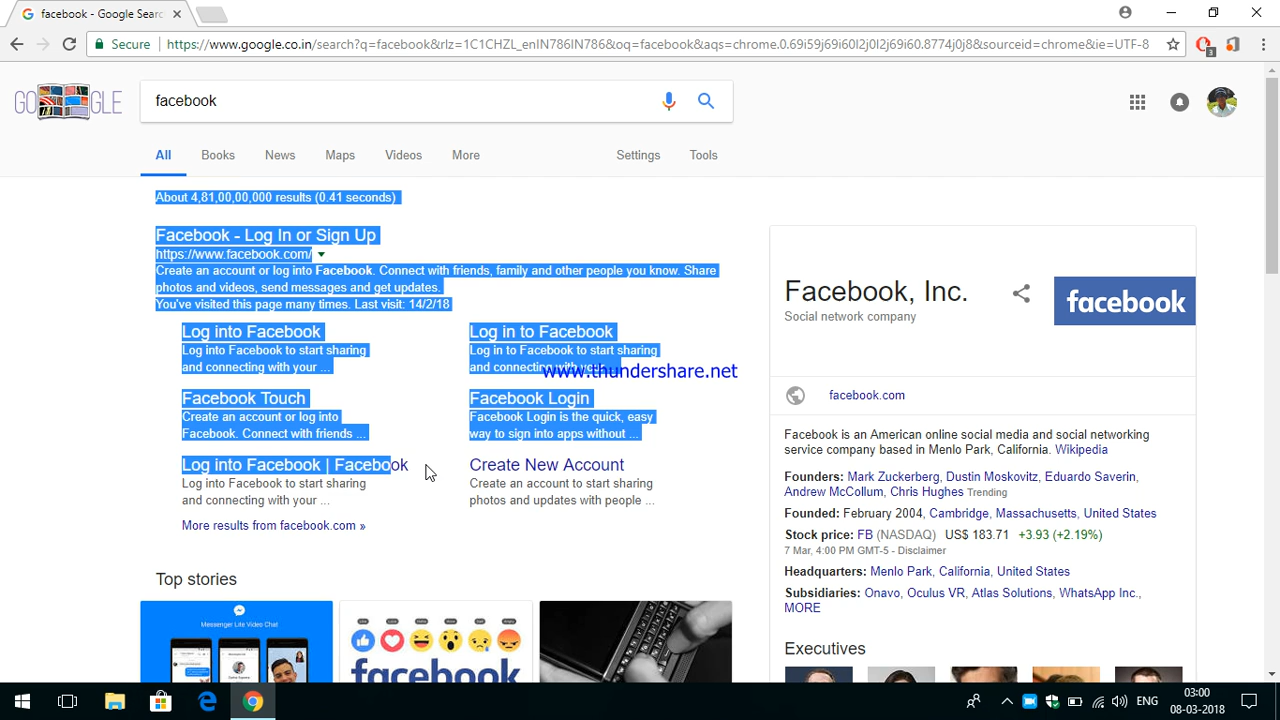 facebook - Google Searc
Secure
https://www.google.co.in/search?q=facebook&rlz=1C1CHZL_enIN786IN786&oq=facebook&aqs=chrome.0.69i59j69i60l2j0l2j69i60.8774j0j8&sourceid=chrome&ie=UTF-8
3
GOOGLE
facebook
All Books News Maps Videos More Settings Tools
About 4,81,00,00,000 results (0.41 seconds)
Facebook - Log In or Sign Up
https://www.facebook.com/
Create an account or log into Facebook. Connect with friends, family and other people you know. Share
photos and videos, send messages and get updates.
You've visited this page many times. Last visit: 14/2/18
Log into Facebook
Log into Facebook to start sharing
and connecting with your ...
Log in to Facebook
Log in to Facebook to start sharing
and connecting with you ...
www.thundershare.net
Facebook Touch
Create an account or log into
Facebook. Connect with friends ...
Facebook Login
Facebook Login is the quick, easy
way to sign into apps without ...
Log into Facebook | Facebook
Log into Facebook to start sharing
and connecting with your ...
Create New Account
Create an account to start sharing
photos and updates with people ...
More results from facebook.com »
Top stories
Messenger Lite Video Chat
facebook
Facebook, Inc.
Social network company
facebook
facebook.com
Facebook is an American online social media and social networking
service company based in Menlo Park, California. Wikipedia
Founders: Mark Zuckerberg, Dustin Moskovitz, Eduardo Saverin,
Andrew McCollum, Chris Hughes Trending
Founded: February 2004, Cambridge, Massachusetts, United States
Stock price: FB (NASDAQ) US$ 183.71 +3.93 (+2.19%)
7 Mar, 4:00 PM GMT-5 - Disclaimer
Headquarters: Menlo Park, California, United States
Subsidiaries: Onavo, Oculus VR, Atlas Solutions, WhatsApp Inc.,
MORE
Executives
ENG
03:00
08-03-2018